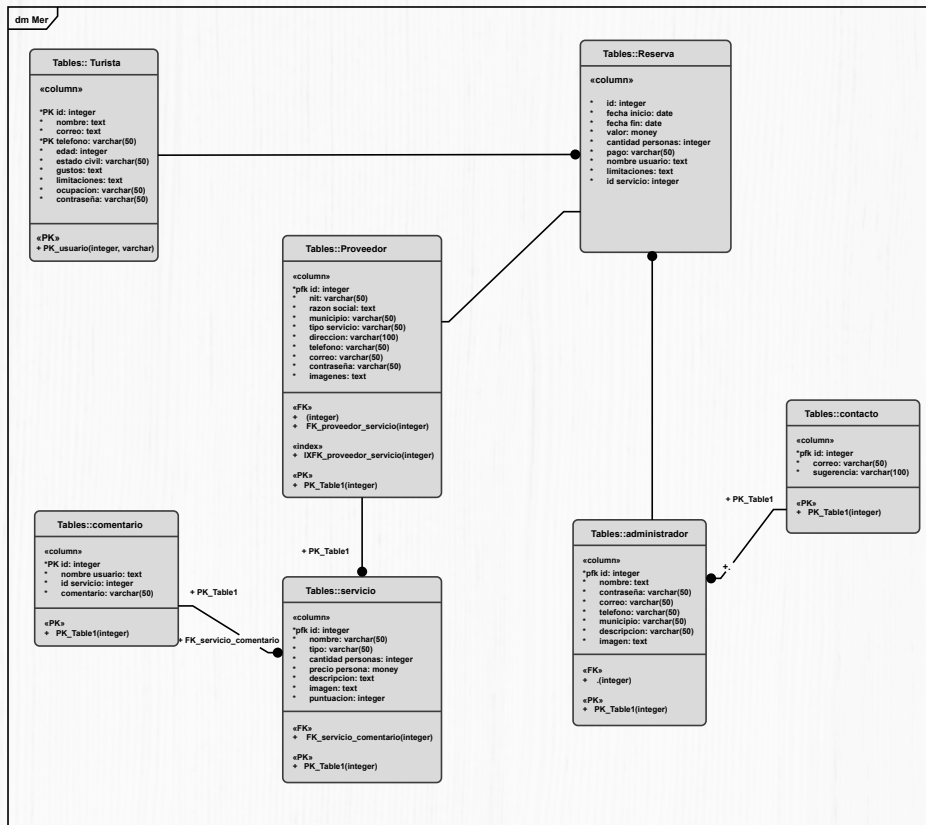 dm Mer
Tables:: Turista
«column»
*PK id: integer
* nombre: text
* correo: text
*PK telefono: varchar(50)
* edad: integer
* estado civil: varchar(50)
* gustos: text
* limitaciones: text
* ocupacion: varchar(50)
* contraseña: varchar(50)
«PK»
+ PK_usuario(integer, varchar)
Tables::Reserva
«column»
* id: integer
* fecha inicio: date
* fecha fin: date
* valor: money
* cantidad personas: integer
* pago: varchar(50)
* nombre usuario: text
* limitaciones: text
* id servicio: integer
Tables::Proveedor
«column»
*pfk id: integer
* nit: varchar(50)
* razon social: text
* municipio: varchar(50)
* tipo servicio: varchar(50)
* direccion: varchar(100)
* telefono: varchar(50)
* correo: varchar(50)
* contraseña: varchar(50)
* imagenes: text
«FK»
+ (integer)
+ FK_proveedor_servicio(integer)
«index»
+ IXFK_proveedor_servicio(integer)
«PK»
+ PK_Table1(integer)
Tables::contacto
«column»
*pfk id: integer
* correo: varchar(50)
* sugerencia: varchar(100)
«PK»
+ PK_Table1(integer)
+ PK_Table1
+.
Tables::comentario
«column»
*PK id: integer
* nombre usuario: text
* id servicio: integer
* comentario: varchar(50)
«PK»
+ PK_Table1(integer)
+ PK_Table1
+ FK_servicio_comentario
+ PK_Table1
Tables::servicio
«column»
*pfk id: integer
* nombre: varchar(50)
* tipo: varchar(50)
* cantidad personas: integer
* precio persona: money
* descripcion: text
* imagen: text
* puntuacion: integer
«FK»
+ FK_servicio_comentario(integer)
«PK»
+ PK_Table1(integer)
Tables::administrador
«column»
*pfk id: integer
* nombre: text
* contraseña: varchar(50)
* correo: varchar(50)
* telefono: varchar(50)
* municipio: varchar(50)
* descripcion: varchar(50)
* imagen: text
«FK»
+ .(integer)
«PK»
+ PK_Table1(integer)